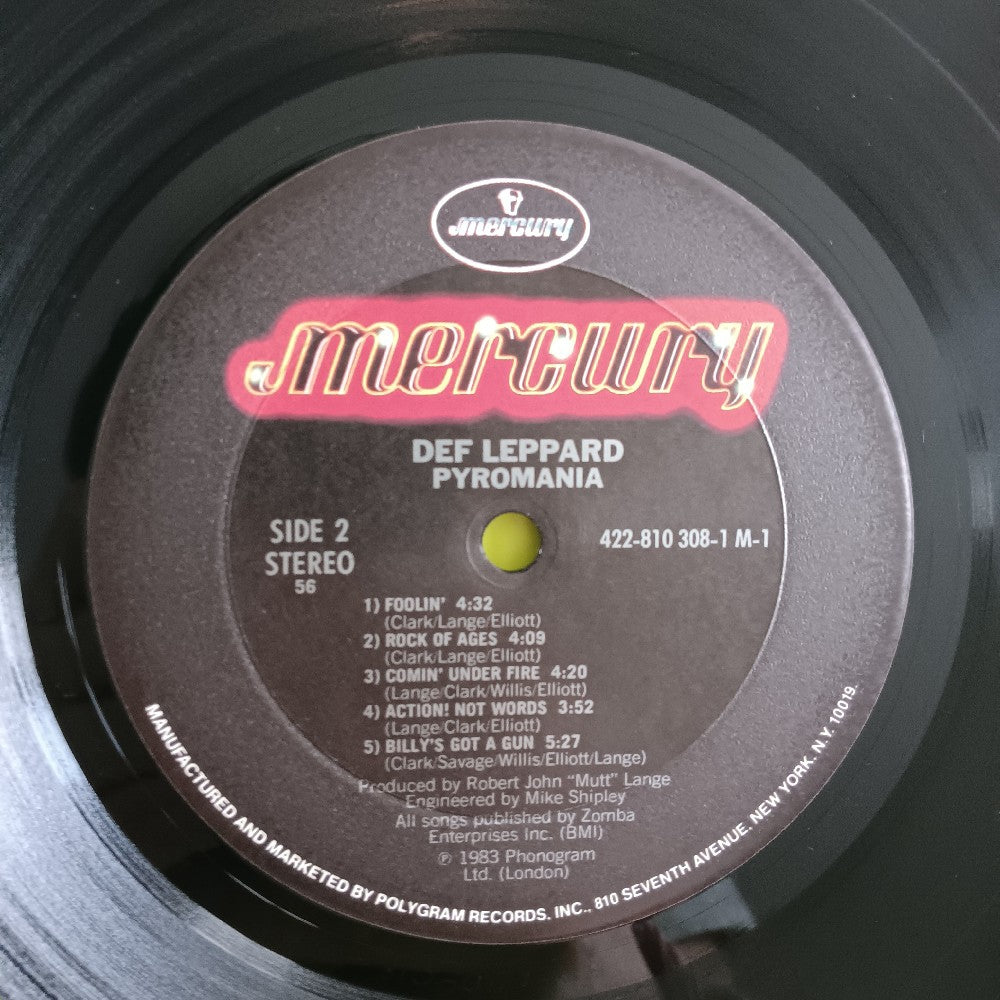 mercury
mercury
DEF LEPPARD
PYROMANIA
SIDE 2
STEREO
56
422-810 308-1 M-1
1) FOOLIN' 4:32
(Clark/Lange/Elliott)
2) ROCK OF AGES 4:09
(Clark/Lange/Elliott)
3) COMIN' UNDER FIRE 4:20
(Lange/Clark/Willis/Elliott)
4) ACTION! NOT WORDS 3:52
(Lange/Clark/Elliott)
5) BILLY'S GOT A GUN 5:27
(Clark/Savage/Willis/Elliott/Lange)
Produced by Robert John "Mutt" Lange
Engineered by Mike Shipley
All songs published by Zomba
Enterprises Inc. (BMI)
℗ 1983 Phonogram
Ltd. (London)
MANUFACTURED AND MARKETED BY POLYGRAM RECORDS, INC., 810 SEVENTH AVENUE, NEW YORK, N.Y. 10019.